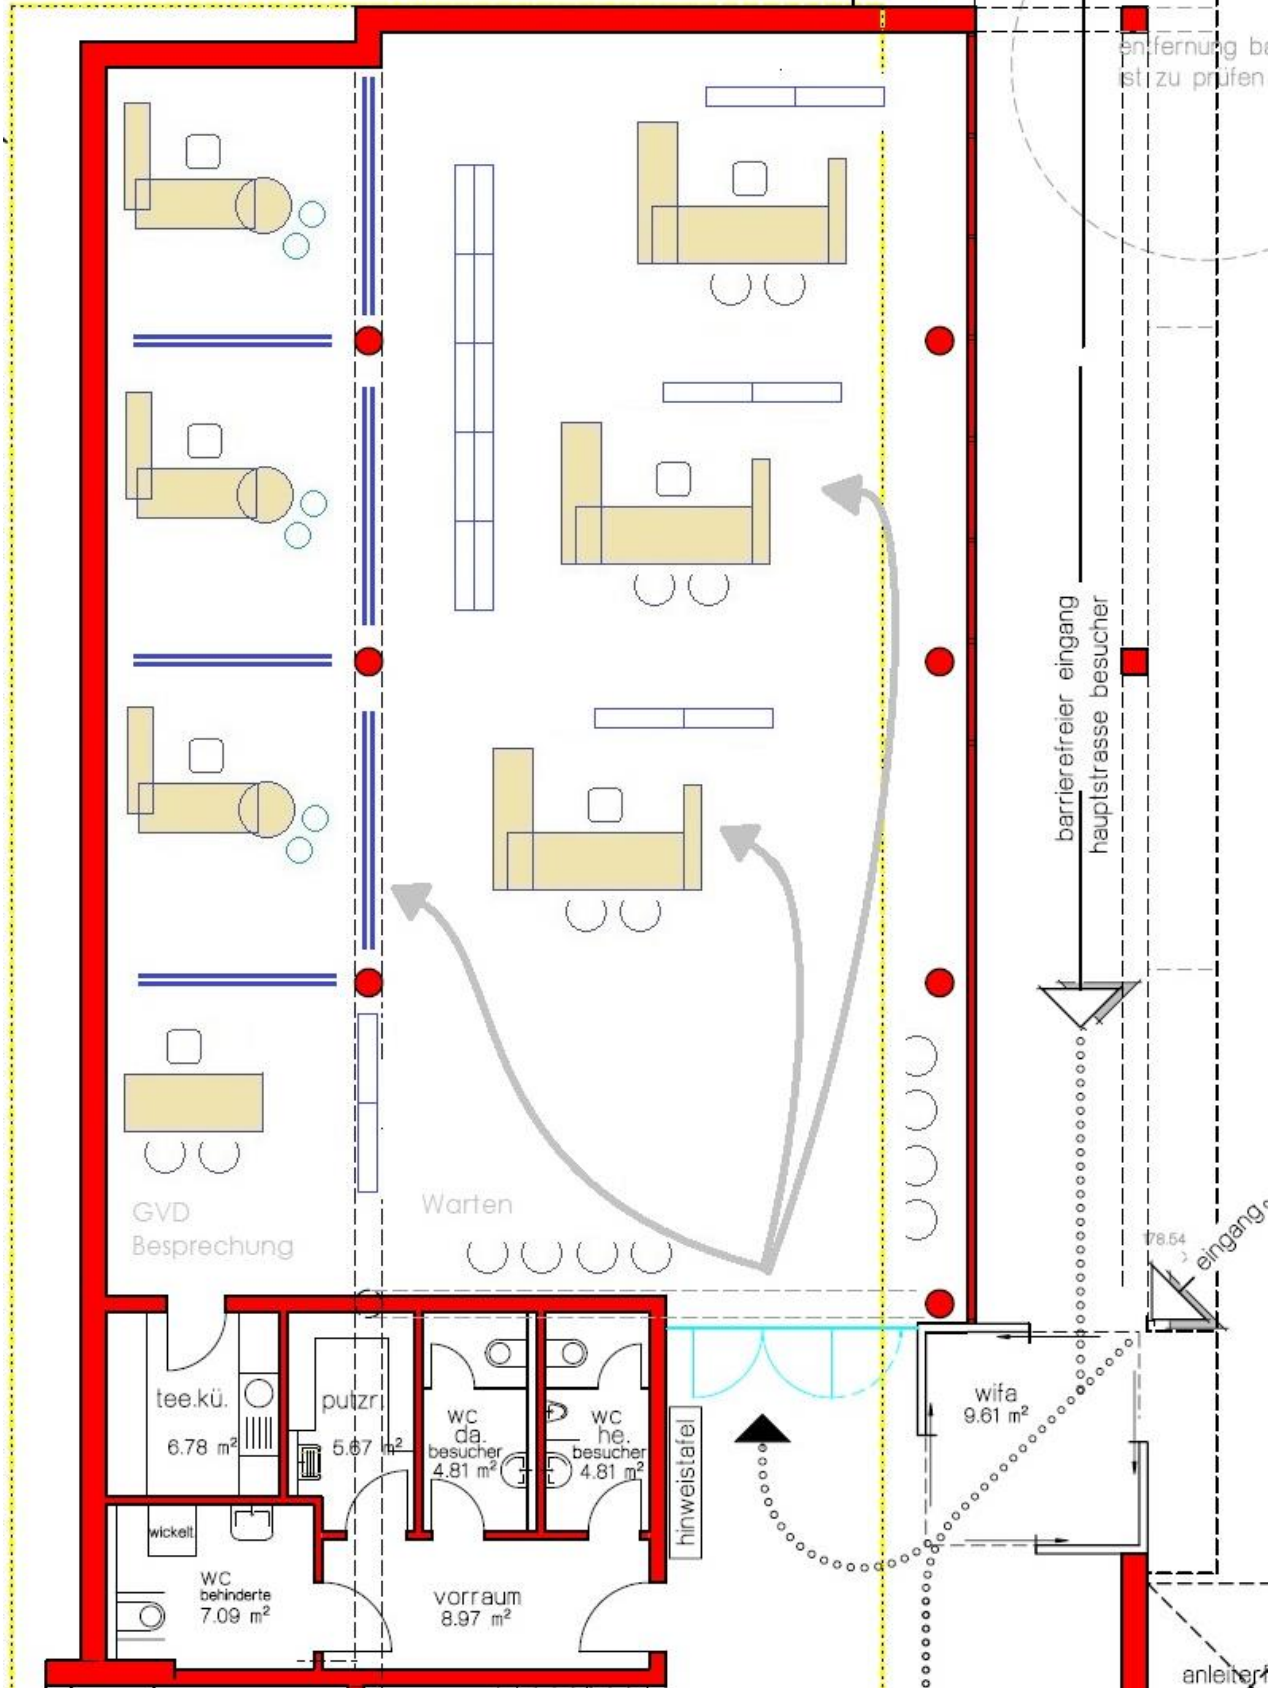 entfernung ba
ist zu prüfen
barrierefreier eingang
hauptstrasse besucher
GVD
Besprechung
Warten
178.54
eingang
tee.kü.
6.78 m²
putzr.
5.67 m²
WC
da.
besucher
4.81 m²
WC
he.
besucher
4.81 m²
hinweistafel
wifa
9.61 m²
wickelt
WC
behinderte
7.09 m²
vorraum
8.97 m²